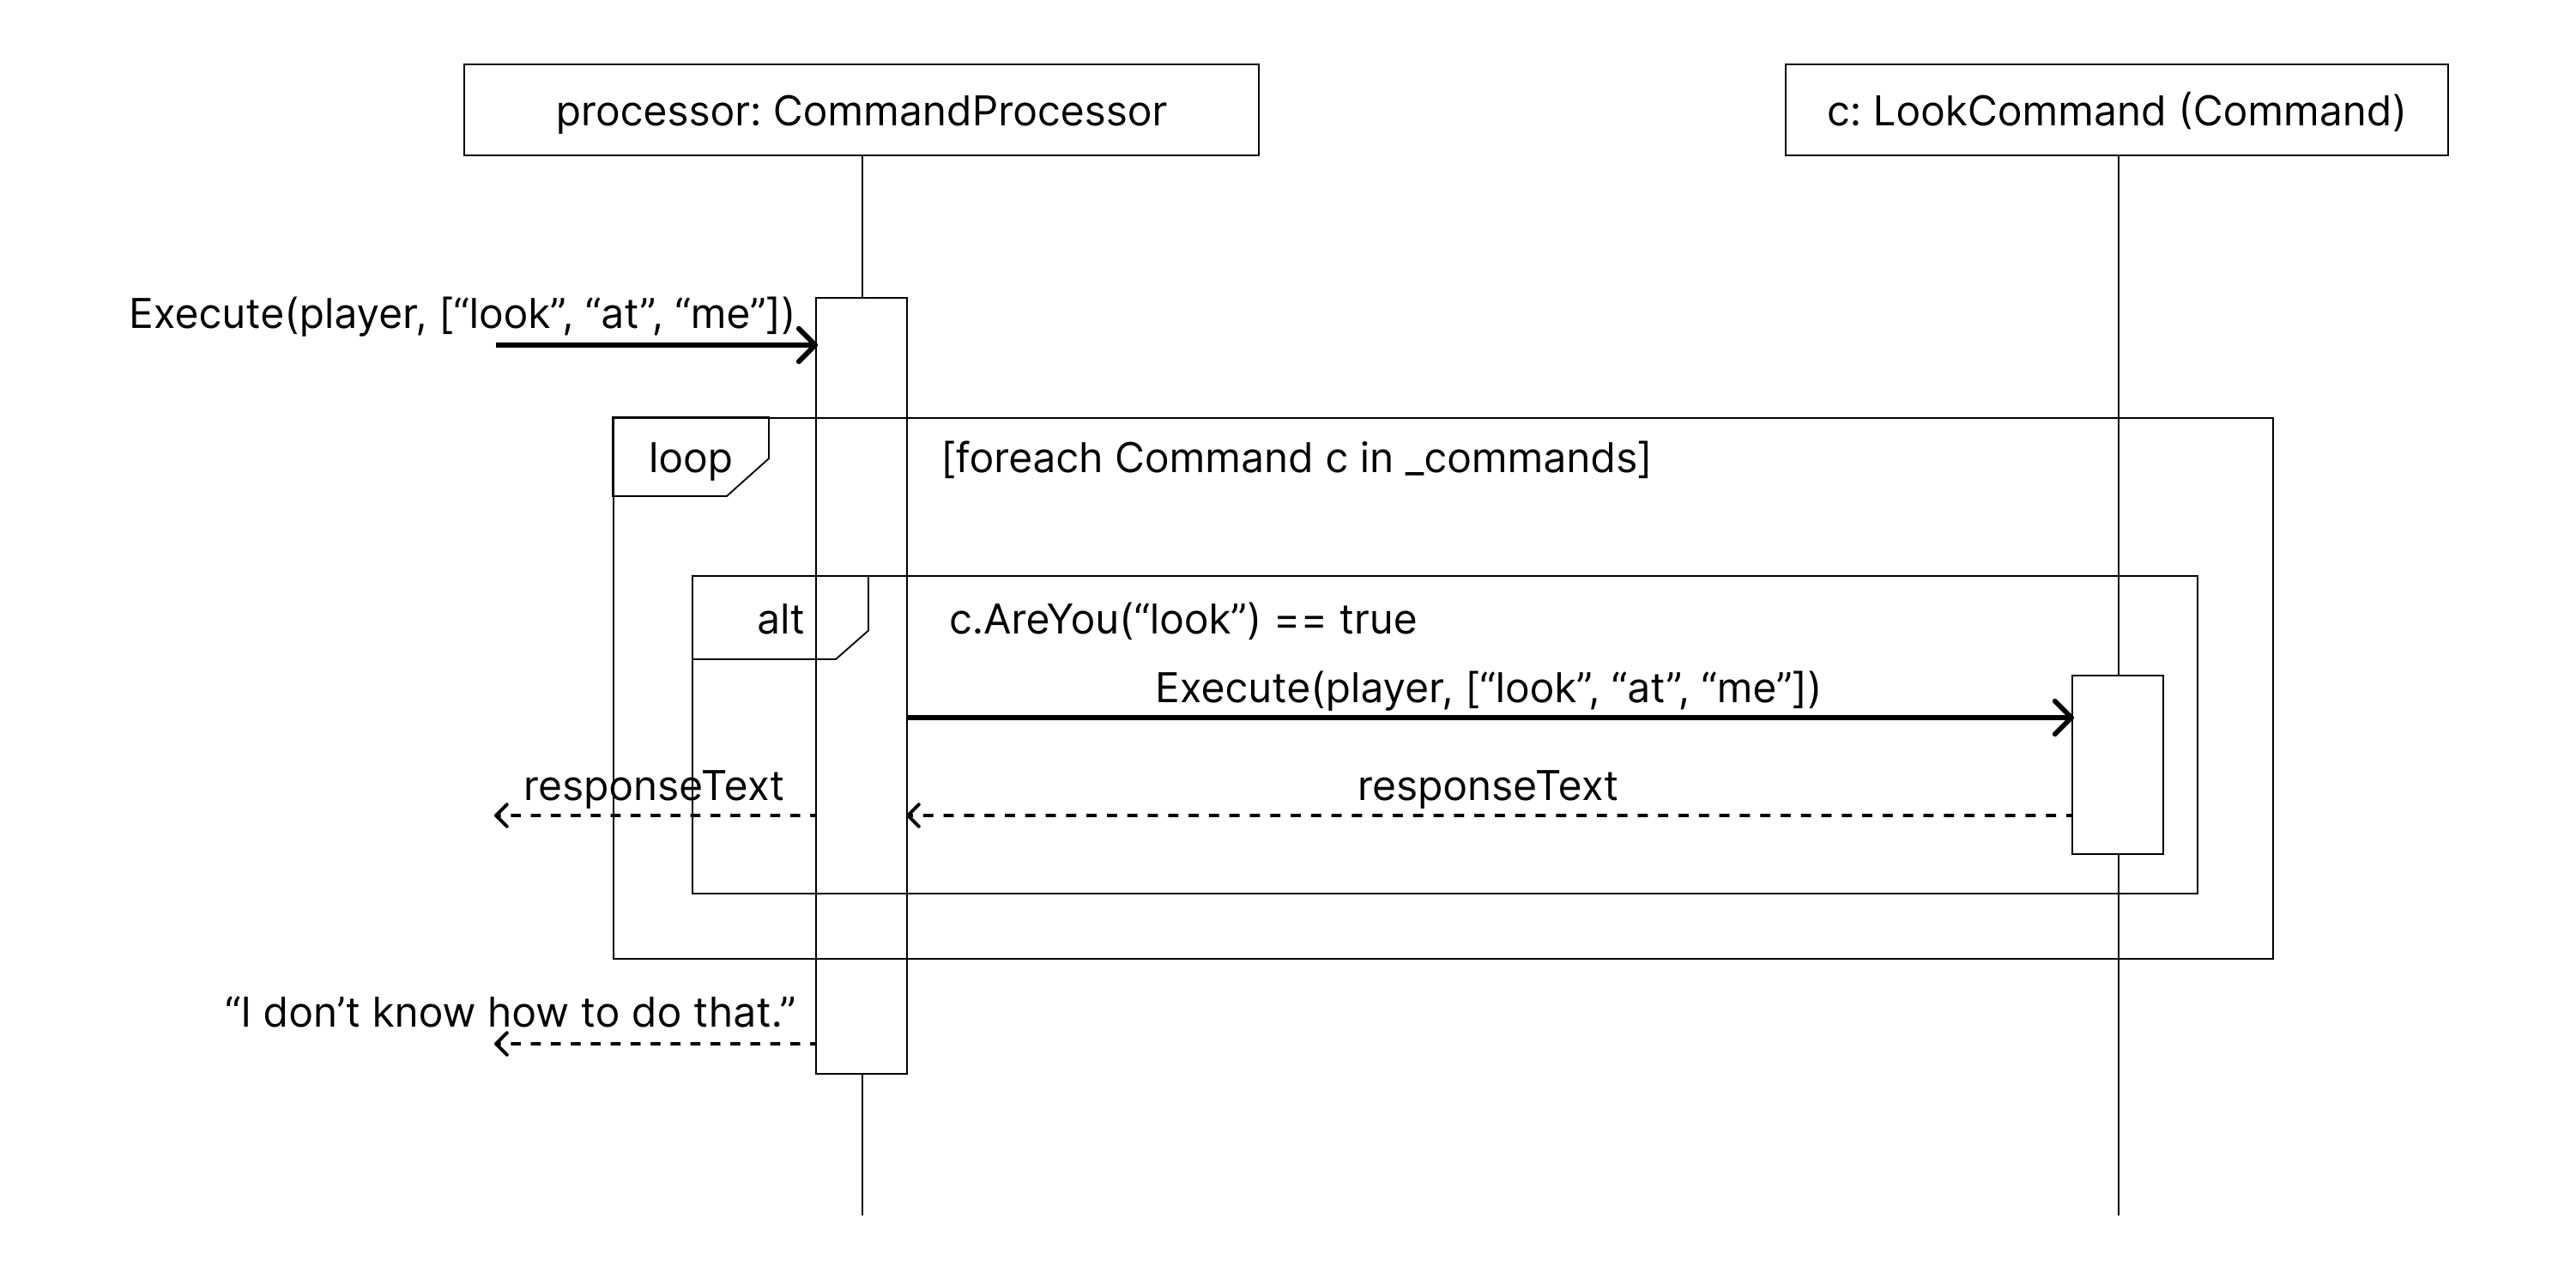 processor: CommandProcessor
c: LookCommand (Command)
Execute(player, [“look”, “at”, “me”])
loop
[foreach Command c in _commands]
alt
c.AreYou(“look”) == true
Execute(player, [“look”, “at”, “me”])
responseText
responseText
“I don’t know how to do that.”